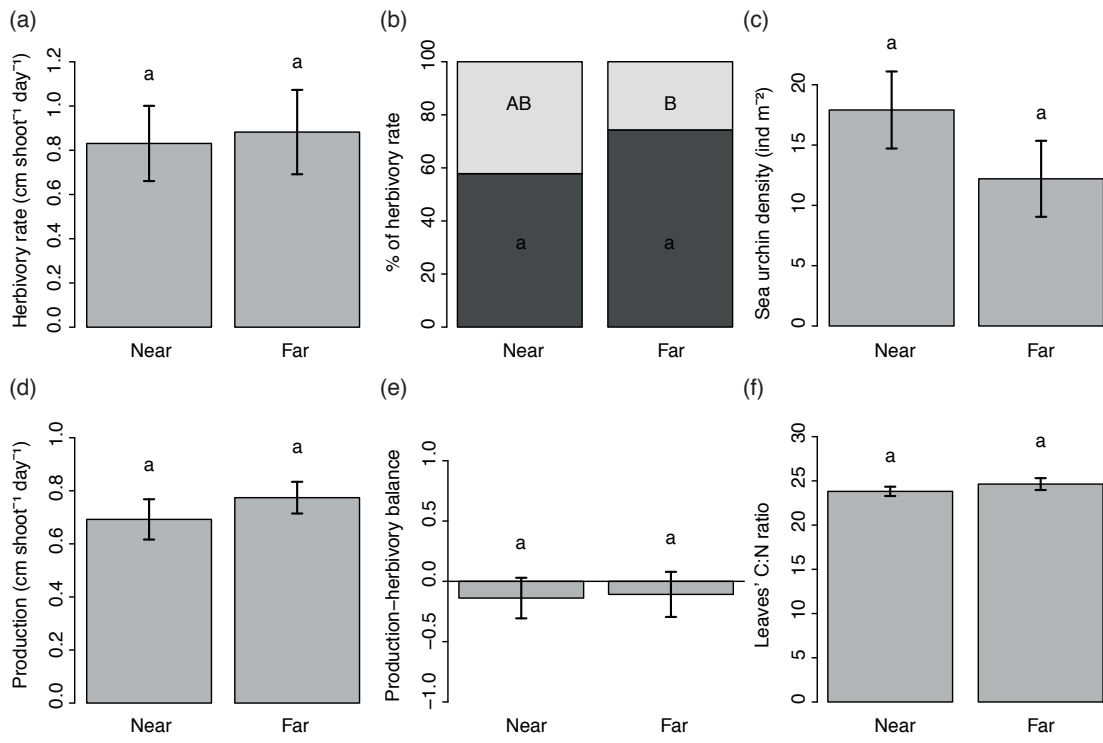 (a)
Herbivory rate (cm shoot⁻¹ day⁻¹)
0.0 0.2 0.4 0.6 0.8 1.0 1.2
a
a
Near
Far
(b)
% of herbivory rate
0 20 40 60 80 100
AB
B
a
a
Near
Far
(c)
Sea urchin density (ind m⁻²)
0 5 10 15 20
a
a
Near
Far
(d)
Production (cm shoot⁻¹ day⁻¹)
0.0 0.2 0.4 0.6 0.8 1.0
a
a
Near
Far
(e)
Production–herbivory balance
−1.0 −0.5 0.0 0.5 1.0
a
a
Near
Far
(f)
Leaves' C:N ratio
0 5 10 15 20 25 30
a
a
Near
Far